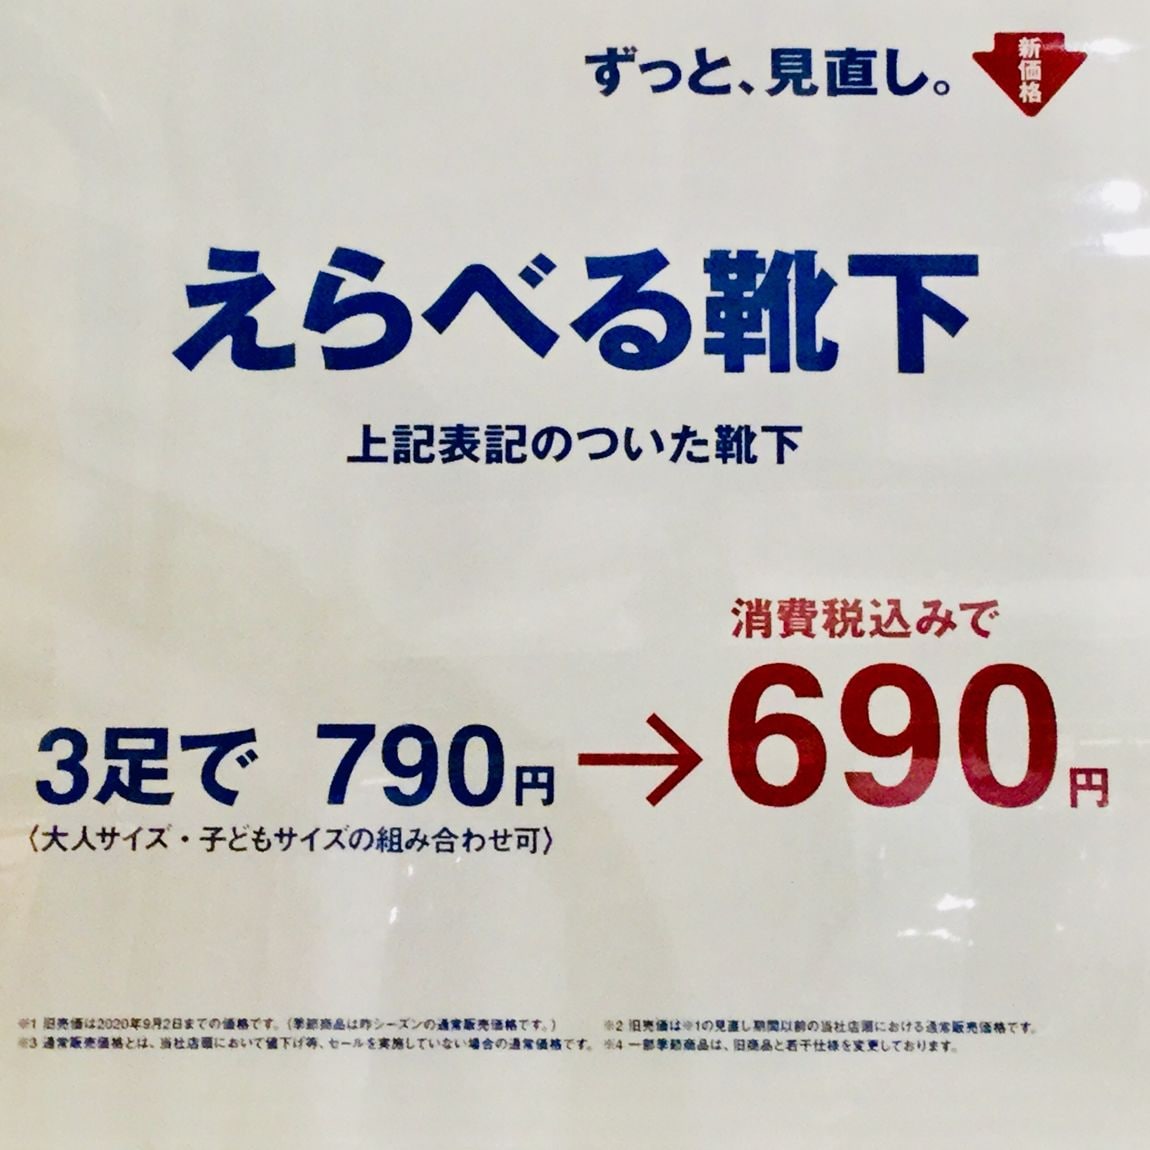 ずっと、見直し。
新価格
えらべる靴下
上記表記のついた靴下
消費税込みで
3足で 790円→690円
〈大人サイズ・子どもサイズの組み合わせ可〉
※1 旧売価は2020年9月2日までの価格です。(季節商品は昨シーズンの通常販売価格です。) ※2 旧売価は※1の見直し期間以前の当社店頭における通常販売価格です。
※3 通常販売価格とは、当社店頭において値下げ等、セールを実施していない場合の通常価格です。 ※4 一部季節商品は、旧商品と若干仕様を変更しております。